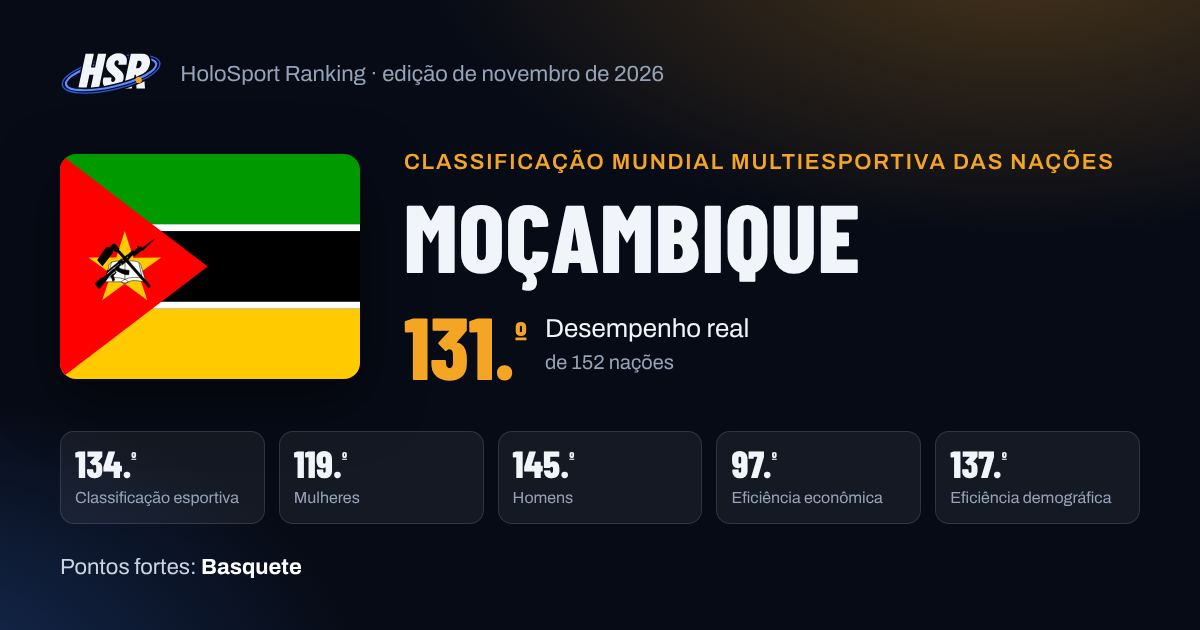 HSR
HoloSport Ranking · edição de novembro de 2026
CLASSIFICAÇÃO MUNDIAL MULTIESPORTIVA DAS NAÇÕES
MOÇAMBIQUE
131.º Desempenho real
de 152 nações
134.º
Classificação esportiva
119.º
Mulheres
145.º
Homens
97.º
Eficiência econômica
137.º
Eficiência demográfica
Pontos fortes: Basquete